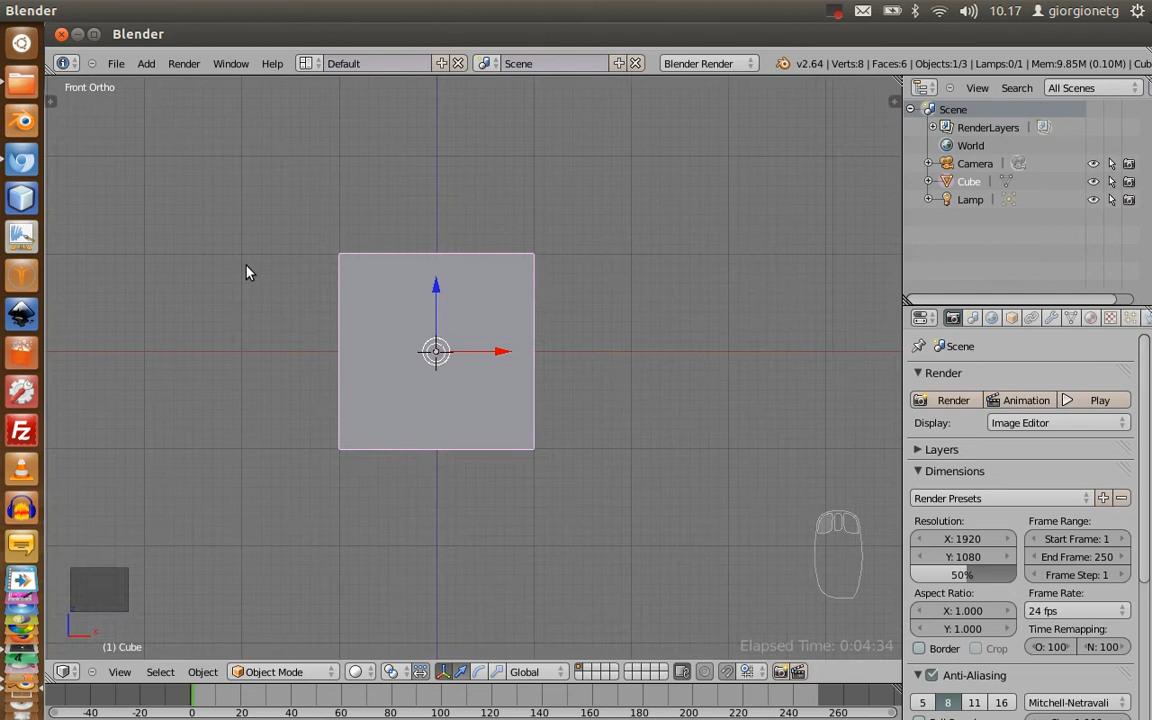 Blender
10.17 giorgionetg
Blender
File Add Render Window Help Default Scene Blender Render v2.64 | Verts:8 | Faces:6 | Objects:1/3 | Lamps:0/1 | Mem:9.85M (0.10M) | Cub
Front Ortho
View Search All Scenes
Scene
RenderLayers
World
Camera
Cube
Lamp
Scene
Render
Render Animation Play
Display: Image Editor
Layers
Dimensions
Render Presets
Resolution: Frame Range:
X: 1920 Start Frame: 1
Y: 1080 End Frame: 250
50% Frame Step: 1
Aspect Ratio: Frame Rate:
X: 1.000 24 fps
Y: 1.000 Time Remapping:
Border Crop O: 100 N: 100
Anti-Aliasing
5 8 11 16 Mitchell-Netravali
z
x
(1) Cube
Elapsed Time: 0:04:34
View Select Object Object Mode Global
-40 -20 0 20 40 60 80 100 120 140 160 180 200 220 240 260 280